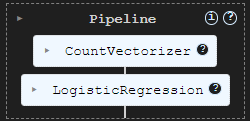 ▸ Pipeline i ?
▸ CountVectorizer ?
▸ LogisticRegression ?